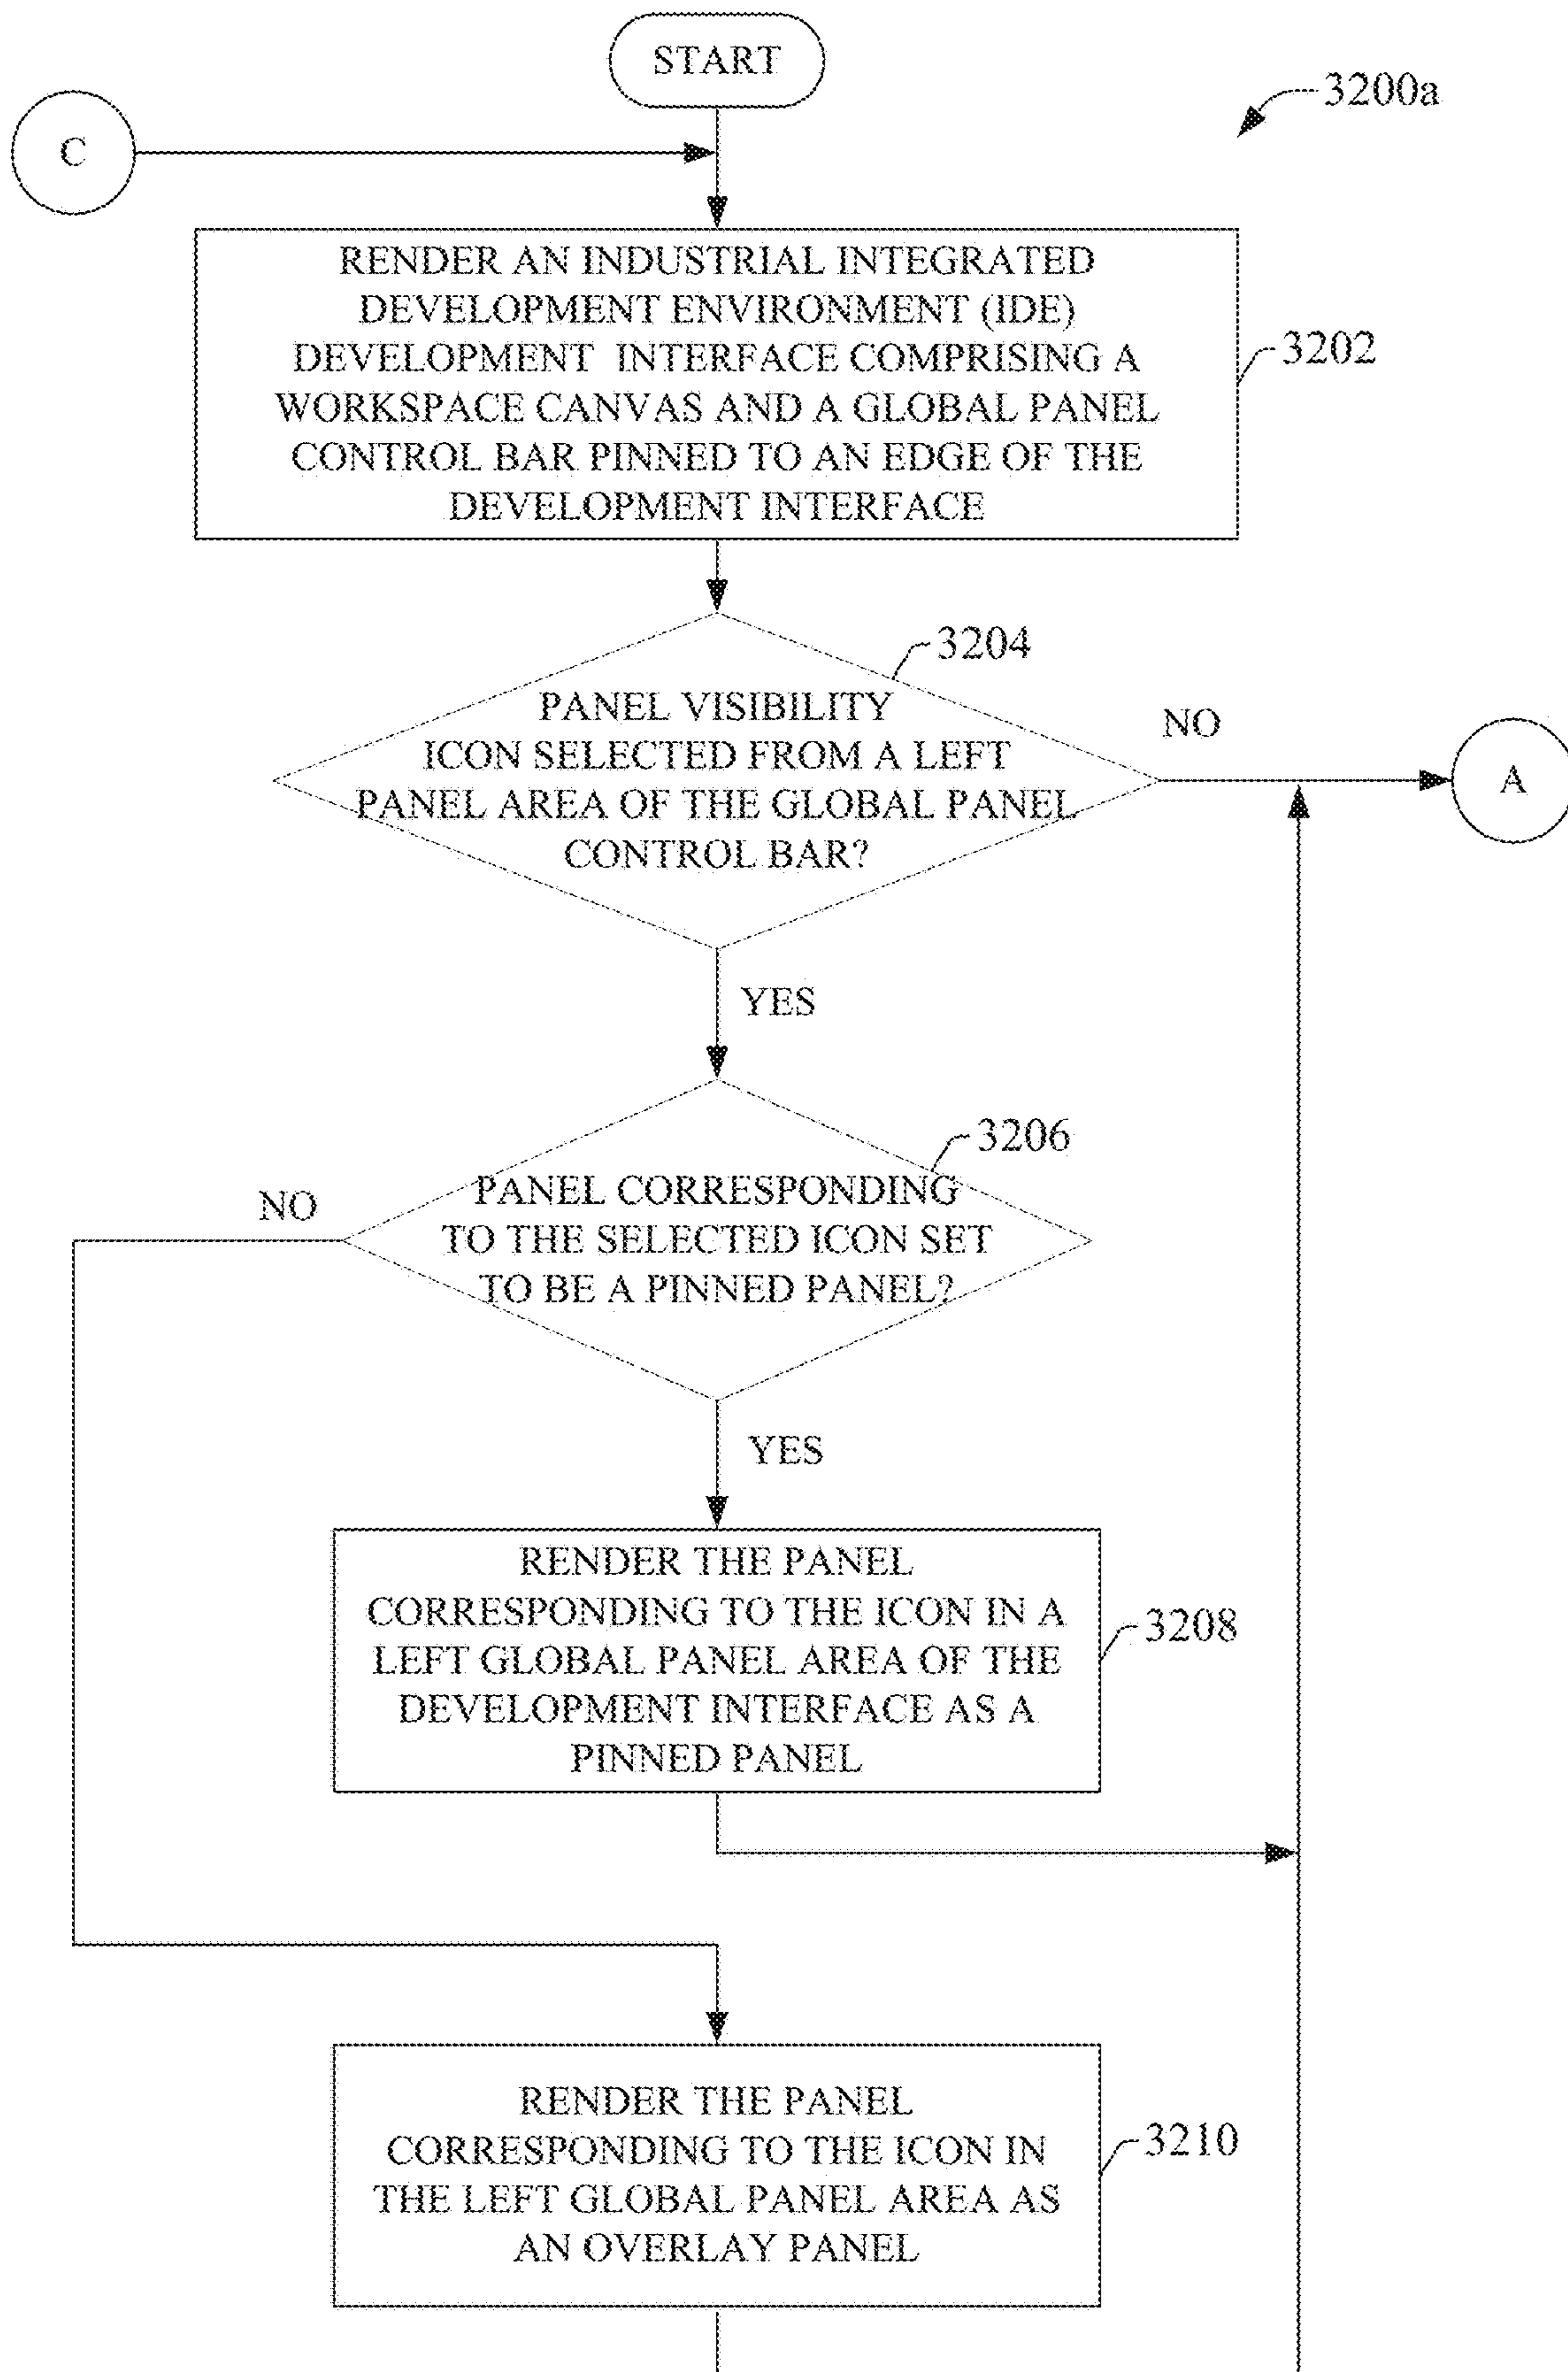 START
3200a
C
RENDER AN INDUSTRIAL INTEGRATED
DEVELOPMENT ENVIRONMENT (IDE)
DEVELOPMENT INTERFACE COMPRISING A
WORKSPACE CANVAS AND A GLOBAL PANEL
CONTROL BAR PINNED TO AN EDGE OF THE
DEVELOPMENT INTERFACE
3202
3204
PANEL VISIBILITY
ICON SELECTED FROM A LEFT
PANEL AREA OF THE GLOBAL PANEL
CONTROL BAR?
NO
A
YES
3206
PANEL CORRESPONDING
TO THE SELECTED ICON SET
TO BE A PINNED PANEL?
NO
YES
RENDER THE PANEL
CORRESPONDING TO THE ICON IN A
LEFT GLOBAL PANEL AREA OF THE
DEVELOPMENT INTERFACE AS A
PINNED PANEL
3208
RENDER THE PANEL
CORRESPONDING TO THE ICON IN
THE LEFT GLOBAL PANEL AREA AS
AN OVERLAY PANEL
3210